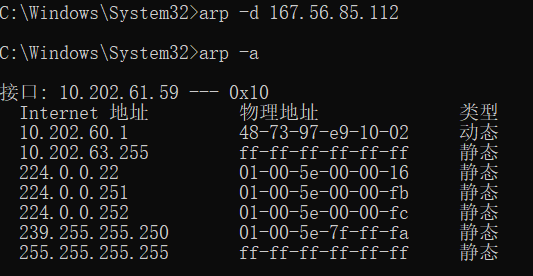 C:\Windows\System32>arp -d 167.56.85.112
C:\Windows\System32>arp -a
接口: 10.202.61.59 --- 0x10
Internet 地址 物理地址 类型
10.202.60.1 48-73-97-e9-10-02 动态
10.202.63.255 ff-ff-ff-ff-ff-ff 静态
224.0.0.22 01-00-5e-00-00-16 静态
224.0.0.251 01-00-5e-00-00-fb 静态
224.0.0.252 01-00-5e-00-00-fc 静态
239.255.255.250 01-00-5e-7f-ff-fa 静态
255.255.255.255 ff-ff-ff-ff-ff-ff 静态